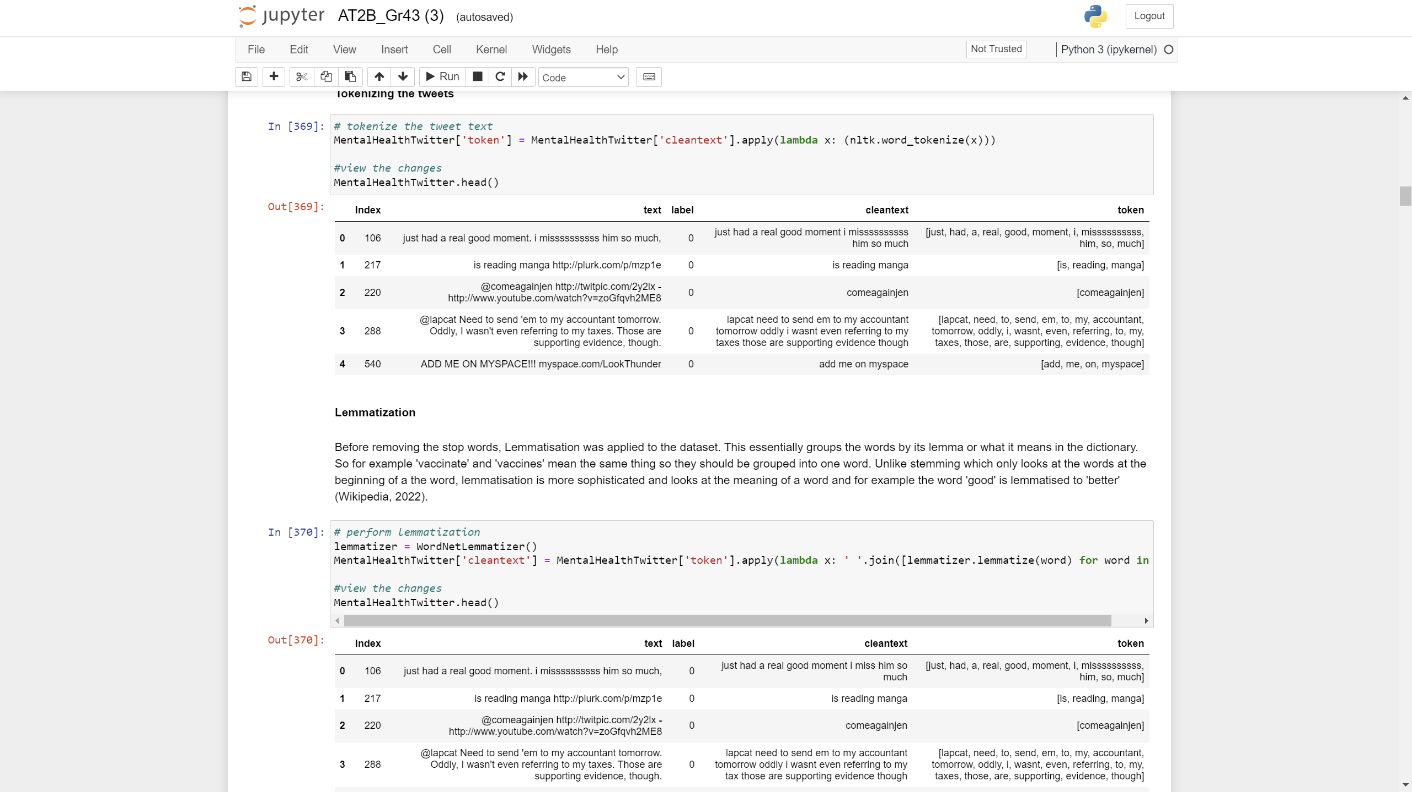 jupyter AT2B_Gr43 (3) (autosaved) Logout
File Edit View Insert Cell Kernel Widgets Help Not Trusted Python 3 (ipykernel)
Run Code
Tokenizing the tweets
In [369]: # tokenize the tweet text
MentalHealthTwitter['token'] = MentalHealthTwitter['cleantext'].apply(lambda x: (nltk.word_tokenize(x)))
#view the changes
MentalHealthTwitter.head()
Out[369]:
Index text label cleantext token
0 106 just had a real good moment. i missssssssss him so much, 0 just had a real good moment i missssssssss him so much [just, had, a, real, good, moment, i, missssssssss, him, so, much]
1 217 is reading manga http://plurk.com/p/mzp1e 0 is reading manga [is, reading, manga]
2 220 @comeagainjen http://twitpic.com/2y2lx - http://www.youtube.com/watch?v=zoGfqvh2ME8 0 comeagainjen [comeagainjen]
3 288 @lapcat Need to send 'em to my accountant tomorrow. Oddly, I wasn't even referring to my taxes. Those are supporting evidence, though. 0 lapcat need to send em to my accountant tomorrow oddly i wasnt even referring to my taxes those are supporting evidence though [lapcat, need, to, send, em, to, my, accountant, tomorrow, oddly, i, wasnt, even, referring, to, my, taxes, those, are, supporting, evidence, though]
4 540 ADD ME ON MYSPACE!!! myspace.com/LookThunder 0 add me on myspace [add, me, on, myspace]
Lemmatization
Before removing the stop words, Lemmatisation was applied to the dataset. This essentially groups the words by its lemma or what it means in the dictionary.
So for example 'vaccinate' and 'vaccines' mean the same thing so they should be grouped into one word. Unlike stemming which only looks at the words at the
beginning of a the word, lemmatisation is more sophisticated and looks at the meaning of a word and for example the word 'good' is lemmatised to 'better'
(Wikipedia, 2022).
In [370]: # perform lemmatization
lemmatizer = WordNetLemmatizer()
MentalHealthTwitter['cleantext'] = MentalHealthTwitter['token'].apply(lambda x: ' '.join([lemmatizer.lemmatize(word) for word in
#view the changes
MentalHealthTwitter.head()
Out[370]:
Index text label cleantext token
0 106 just had a real good moment. i missssssssss him so much, 0 just had a real good moment i miss him so much [just, had, a, real, good, moment, i, missssssssss, him, so, much]
1 217 is reading manga http://plurk.com/p/mzp1e 0 is reading manga [is, reading, manga]
2 220 @comeagainjen http://twitpic.com/2y2lx - http://www.youtube.com/watch?v=zoGfqvh2ME8 0 comeagainjen [comeagainjen]
3 288 @lapcat Need to send 'em to my accountant tomorrow. Oddly, I wasn't even referring to my taxes. Those are supporting evidence, though. 0 lapcat need to send em to my accountant tomorrow oddly i wasnt even referring to my tax those are supporting evidence though [lapcat, need, to, send, em, to, my, accountant, tomorrow, oddly, i, wasnt, even, referring, to, my, taxes, those, are, supporting, evidence, though]